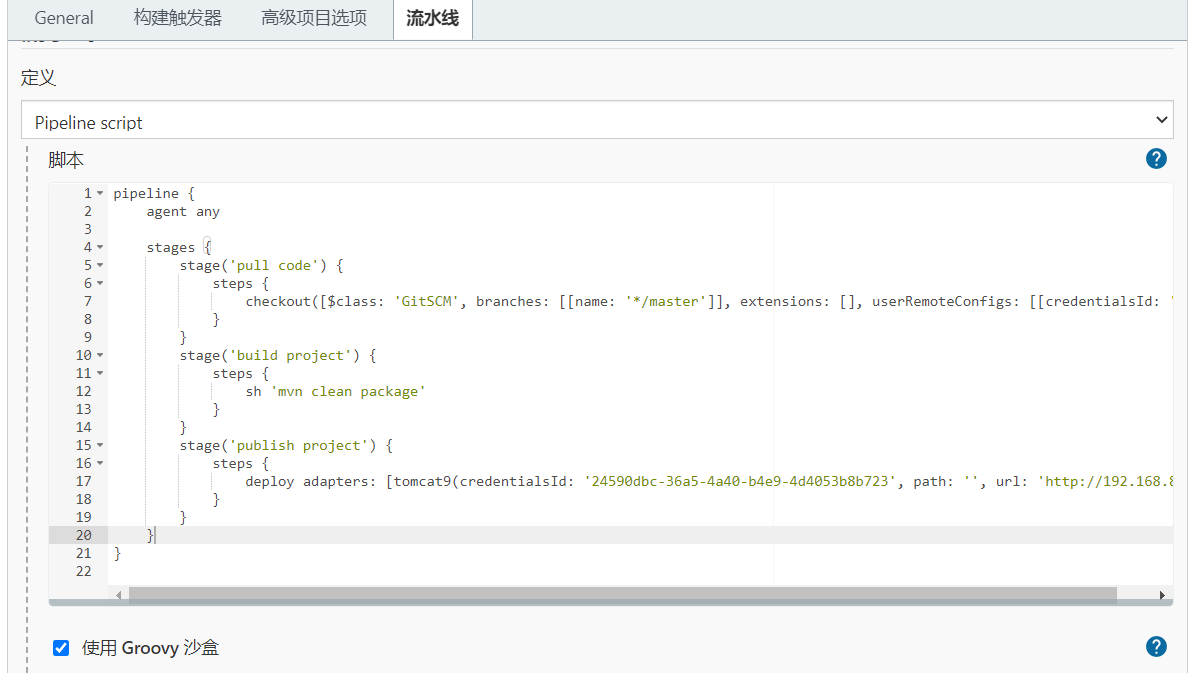 General 构建触发器 高级项目选项 流水线
定义
Pipeline script
脚本
1 pipeline {
2     agent any
3
4     stages {
5         stage('pull code') {
6             steps {
7                 checkout([$class: 'GitSCM', branches: [[name: '*/master']], extensions: [], userRemoteConfigs: [[credentialsId: '
8             }
9         }
10         stage('build project') {
11             steps {
12                 sh 'mvn clean package'
13             }
14         }
15         stage('publish project') {
16             steps {
17                 deploy adapters: [tomcat9(credentialsId: '24590dbc-36a5-4a40-b4e9-4d4053b8b723', path: '', url: 'http://192.168.8
18             }
19         }
20     }
21 }
22
使用 Groovy 沙盒